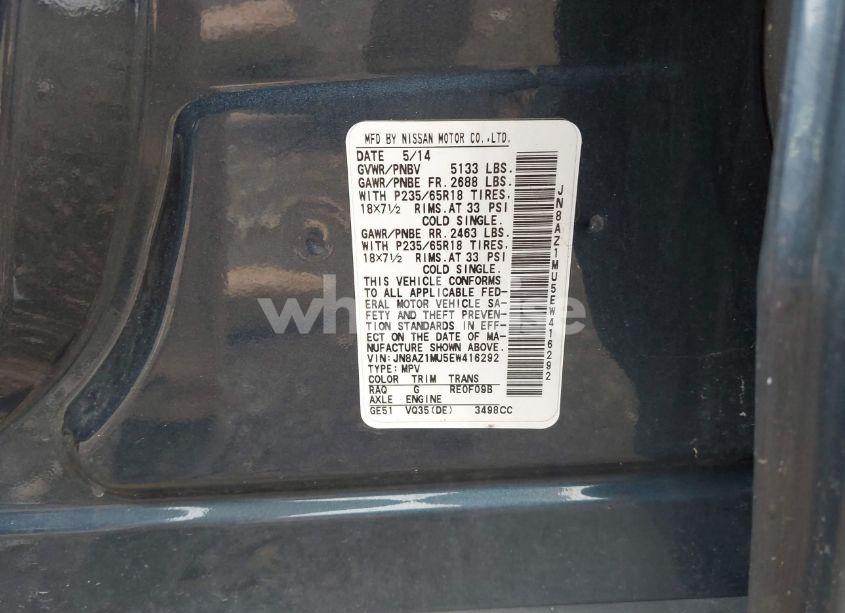 MFD BY NISSAN MOTOR CO.,LTD.
DATE 5/14
GVWR/PNBV 5133 LBS.
GAWR/PNBE FR. 2688 LBS.
WITH P235/65R18 TIRES.
18×7½ RIMS.AT 33 PSI
COLD SINGLE.
GAWR/PNBE RR. 2463 LBS.
WITH P235/65R18 TIRES.
18×7½ RIMS.AT 33 PSI
COLD SINGLE.
THIS VEHICLE CONFORMS
TO ALL APPLICABLE FED-
ERAL MOTOR VEHICLE SA-
FETY AND THEFT PREVEN-
TION STANDARDS IN EFF-
ECT ON THE DATE OF MA-
NUFACTURE SHOWN ABOVE.
VIN:JN8AZ1MU5EW416292
TYPE:MPV
COLOR TRIM TRANS
RAQ G RE0F09B
AXLE ENGINE
GE51 VQ35(DE) 3498CC
JN8AZ1MU5EW416292